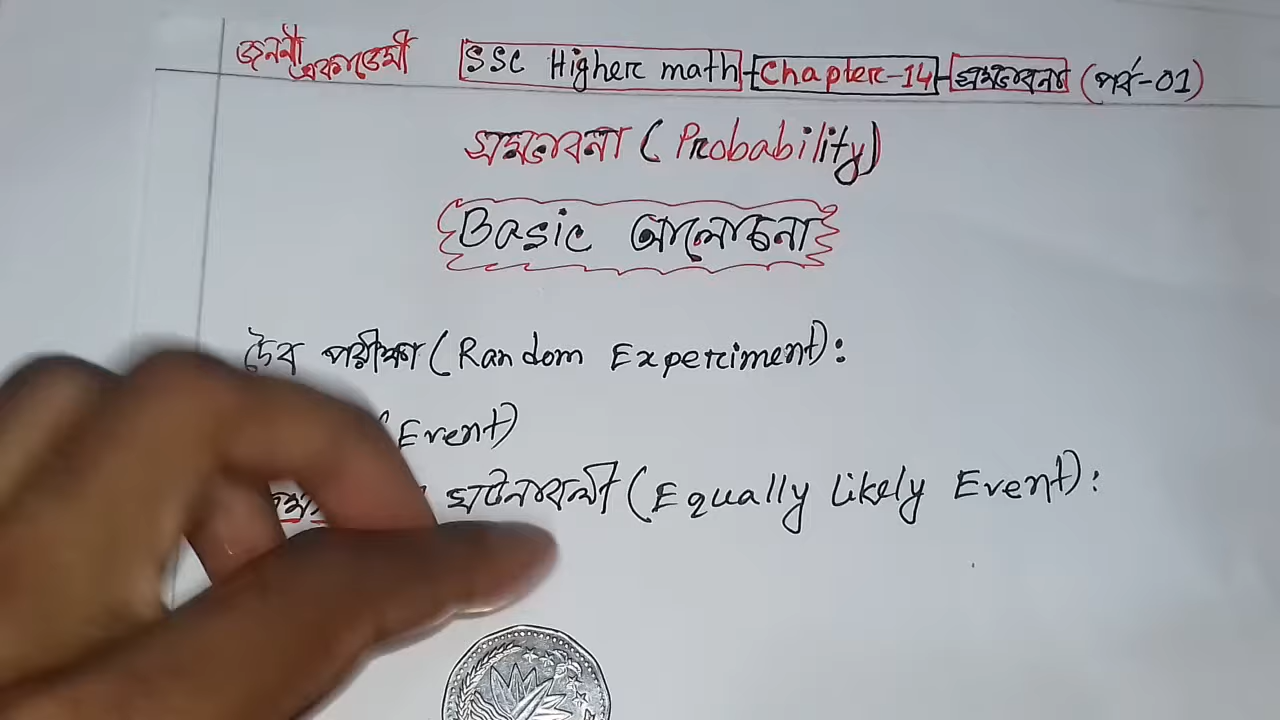 জননী একাডেমী SSC Higher math - Chapter-14 - সম্ভাবনা (পর্ব-01)
সম্ভাবনা (Probability)
Basic আলোচনা
দৈব পরীক্ষা (Random Experiment):
(Event)
ঘটনাবলী (Equally Likely Event):